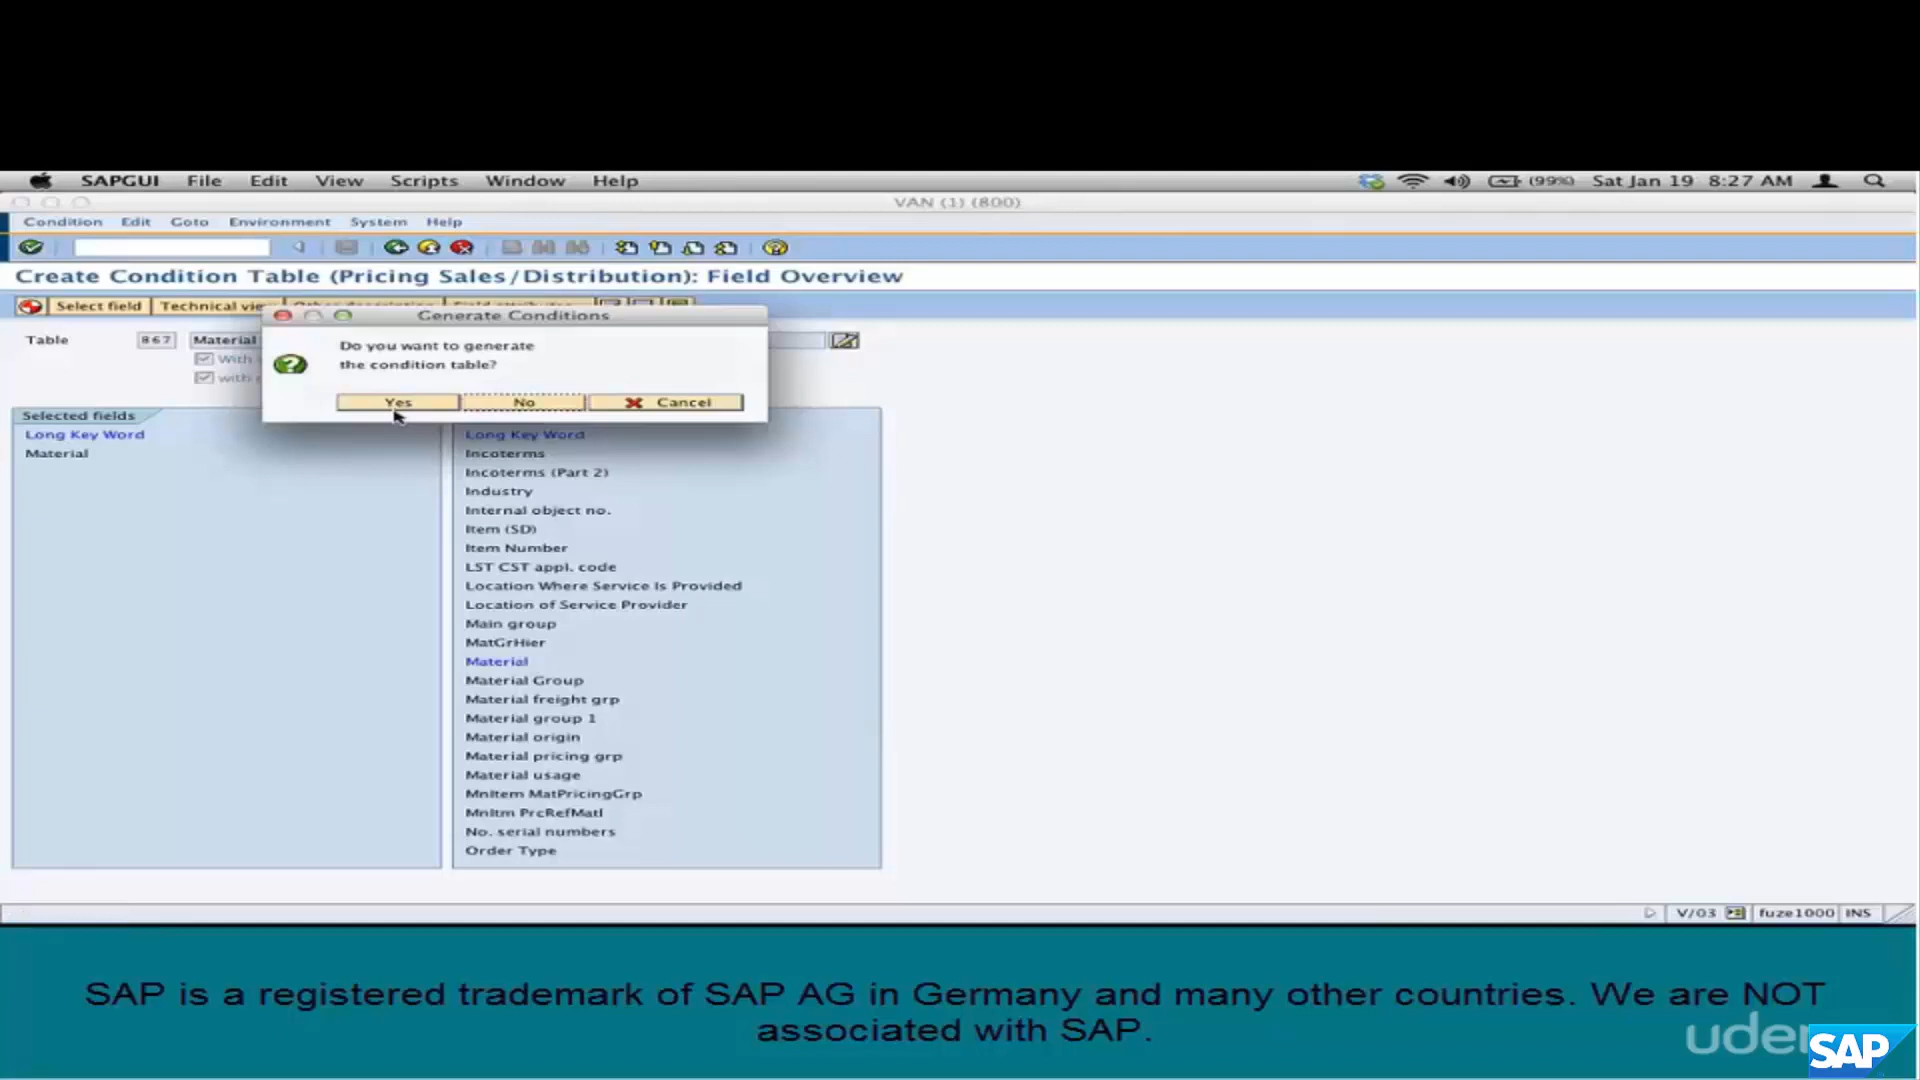 SAPGUI File Edit View Scripts Window Help (99%) Sat Jan 19 8:27 AM
VAN (1) (800)
Condition Edit Goto Environment System Help
Create Condition Table (Pricing Sales/Distribution): Field Overview
Select field Technical vie
Generate Conditions
Table 867 Material
With
with
Do you want to generate
the condition table?
Yes No Cancel
Selected fields
Long Key Word
Material
Long Key Word
Incoterms
Incoterms (Part 2)
Industry
Internal object no.
Item (SD)
Item Number
LST CST appl. code
Location Where Service Is Provided
Location of Service Provider
Main group
MatGrHier
Material
Material Group
Material freight grp
Material group 1
Material origin
Material pricing grp
Material usage
MnItem MatPricingGrp
MnItm PrcRefMatl
No. serial numbers
Order Type
V/03 fuze1000 INS
SAP is a registered trademark of SAP AG in Germany and many other countries. We are NOT
associated with SAP.
ude
SAP